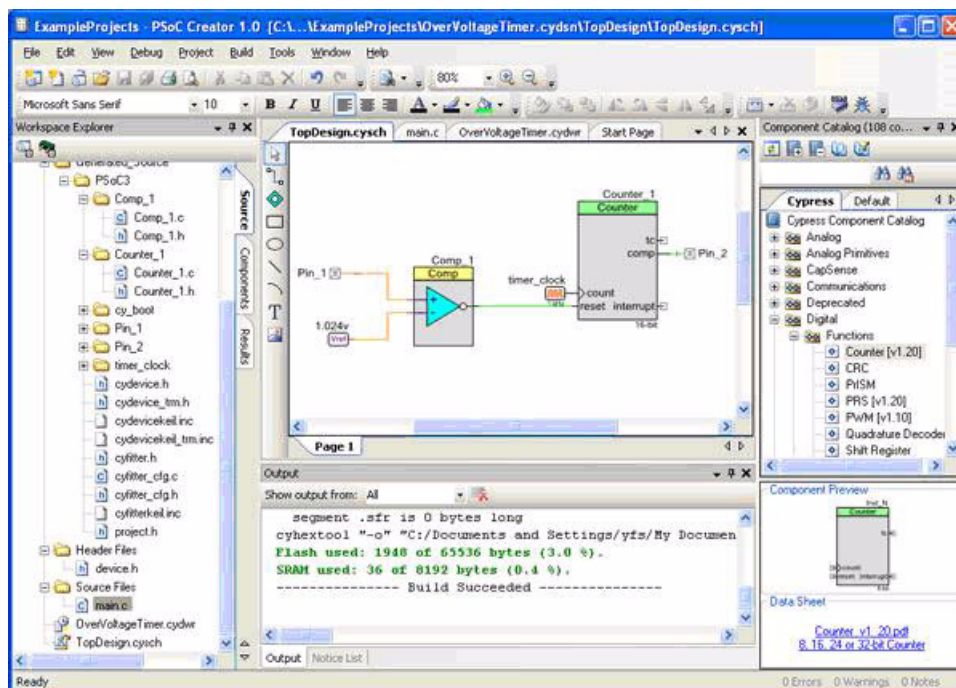 ExampleProjects - PSoC Creator 1.0 [C:\...\ExampleProjects\OverVoltageTimer.cydsn\TopDesign\TopDesign.cysch]
File Edit View Debug Project Build Tools Window Help
80%
Microsoft Sans Serif 10 B I U
Workspace Explorer
Generated_Source
PSoC3
Comp_1
Comp_1.c
Comp_1.h
Counter_1
Counter_1.c
Counter_1.h
cy_bool
Pin_1
Pin_2
timer_clock
cydevice.h
cydevice_trm.h
cydevicekeil.inc
cydevicekeil_trm.inc
cyfitter.h
cyfitter_cfg.c
cyfitter_cfg.h
cyfitterkeil.inc
project.h
Header Files
device.h
Source Files
main.c
OverVoltageTimer.cydwr
TopDesign.cysch
Source
Components
Results
TopDesign.cysch main.c OverVoltageTimer.cydwr Start Page
T
Counter_1
Counter
tc
comp
Pin_2
Comp_1
Comp
Pin_1
timer_clock
count
reset interrupt
16-bit
1.024v
Vref
Page 1
Output
Show output from: All
segment .sfr is 0 bytes long
cyhextool "-o" "C:/Documents and Settings/yfs/My Documen
Flash used: 1948 of 65536 bytes (3.0 %).
SRAM used: 36 of 8192 bytes (0.4 %).
--------------- Build Succeeded ---------------
Output Notice List
Component Catalog (108 co...
Cypress Default
Cypress Component Catalog
Analog
Analog Primitives
CapSense
Communications
Deprecated
Digital
Functions
Counter [v1.20]
CRC
PrISM
PRS [v1.20]
PWM [v1.10]
Quadrature Decoder
Shift Register
Component Preview
Inst_N
Counter
Data Sheet
Counter_v1_20.pdf
8, 16, 24 or 32-bit Counter
Ready
0 Errors 0 Warnings 0 Notes